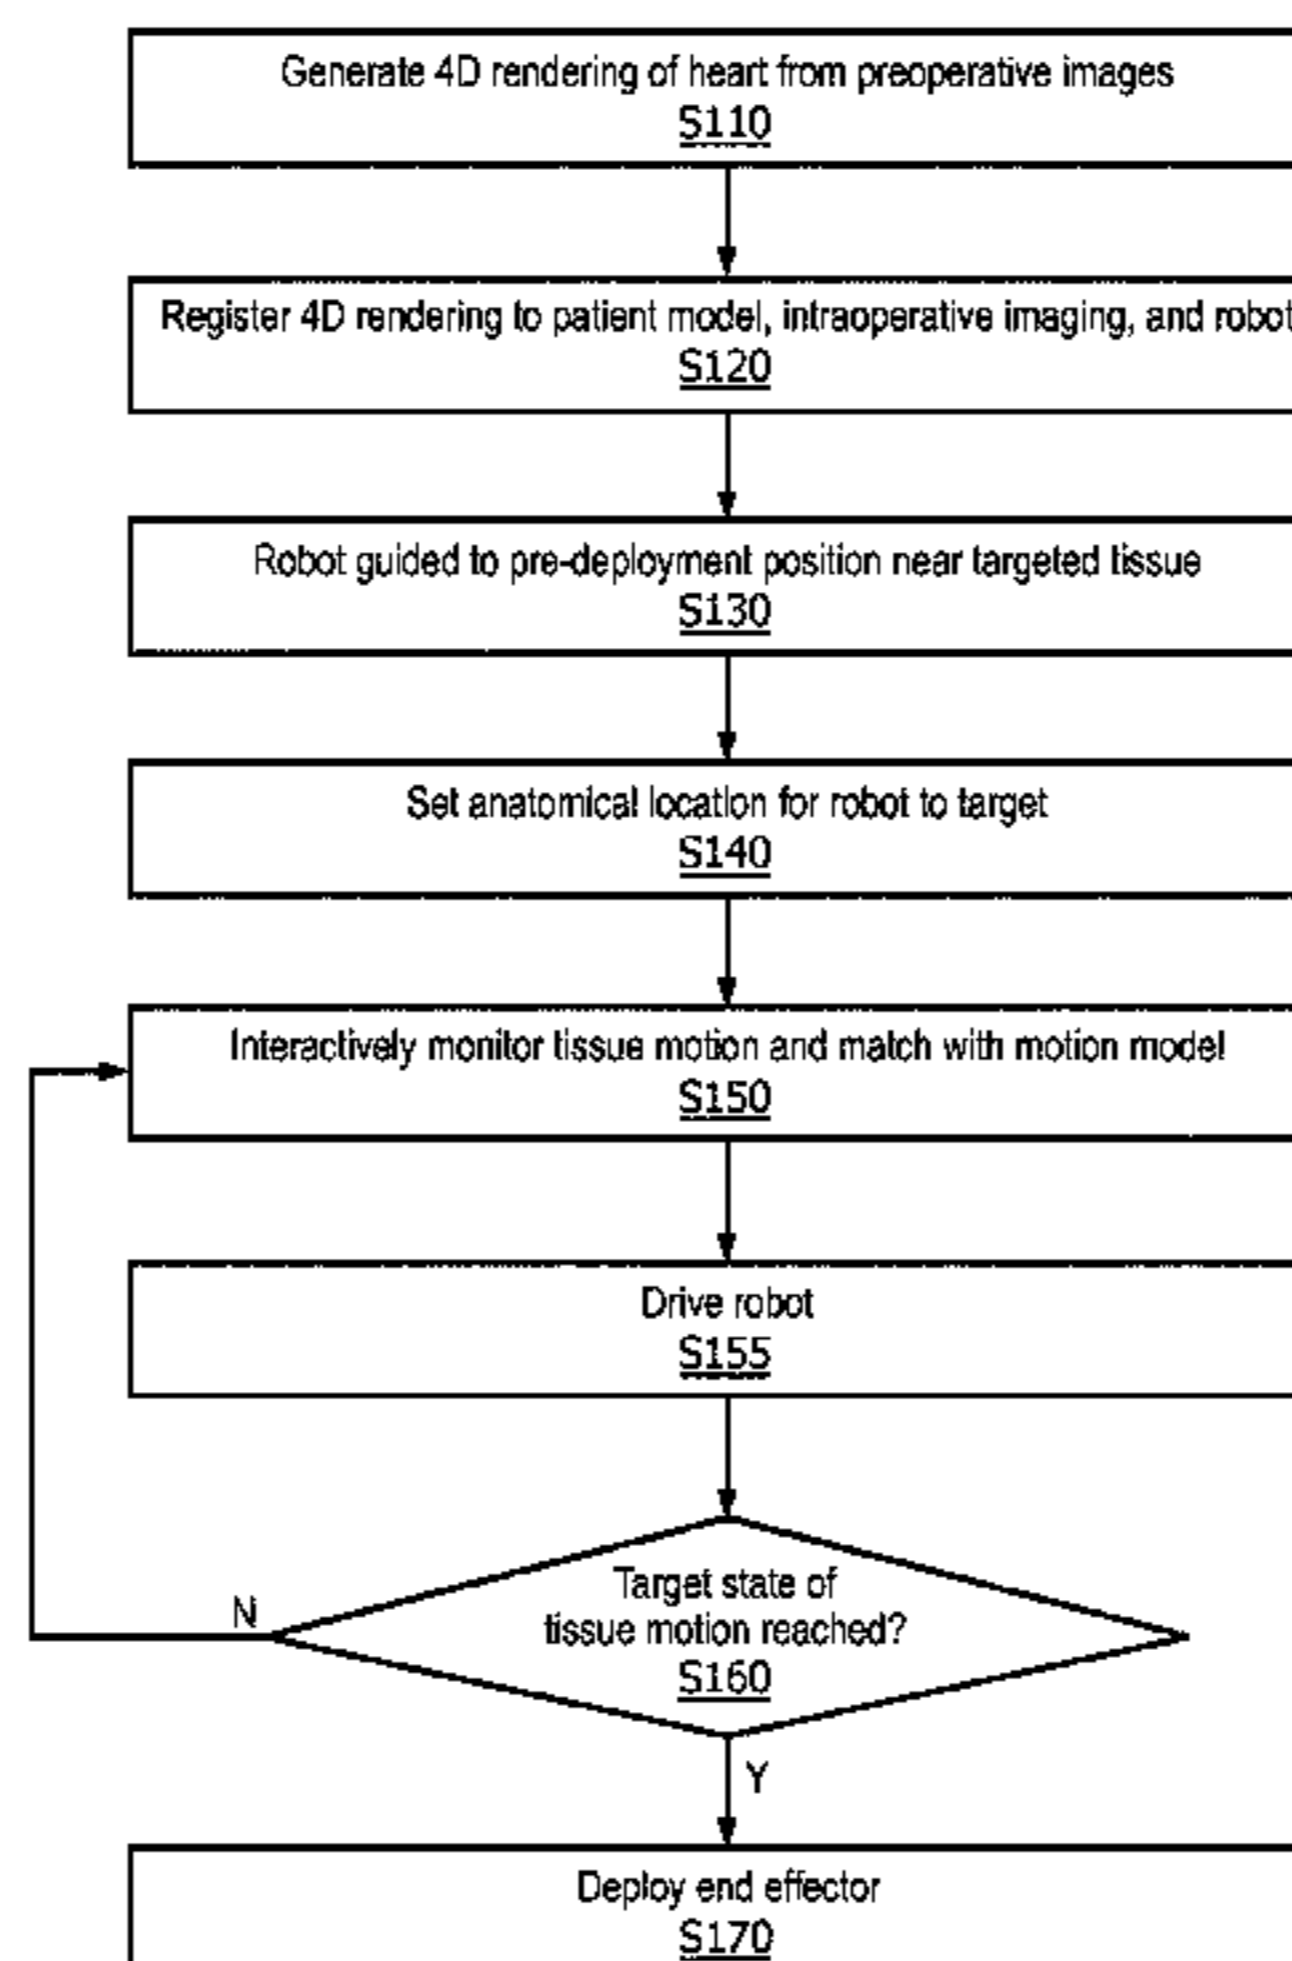 Generate 4D rendering of heart from preoperative images
S110
Register 4D rendering to patient model, intraoperative imaging, and robot
S120
Robot guided to pre-deployment position near targeted tissue
S130
Set anatomical location for robot to target
S140
Interactively monitor tissue motion and match with motion model
S150
Drive robot
S155
Target state of
tissue motion reached?
S160
N
Y
Deploy end effector
S170